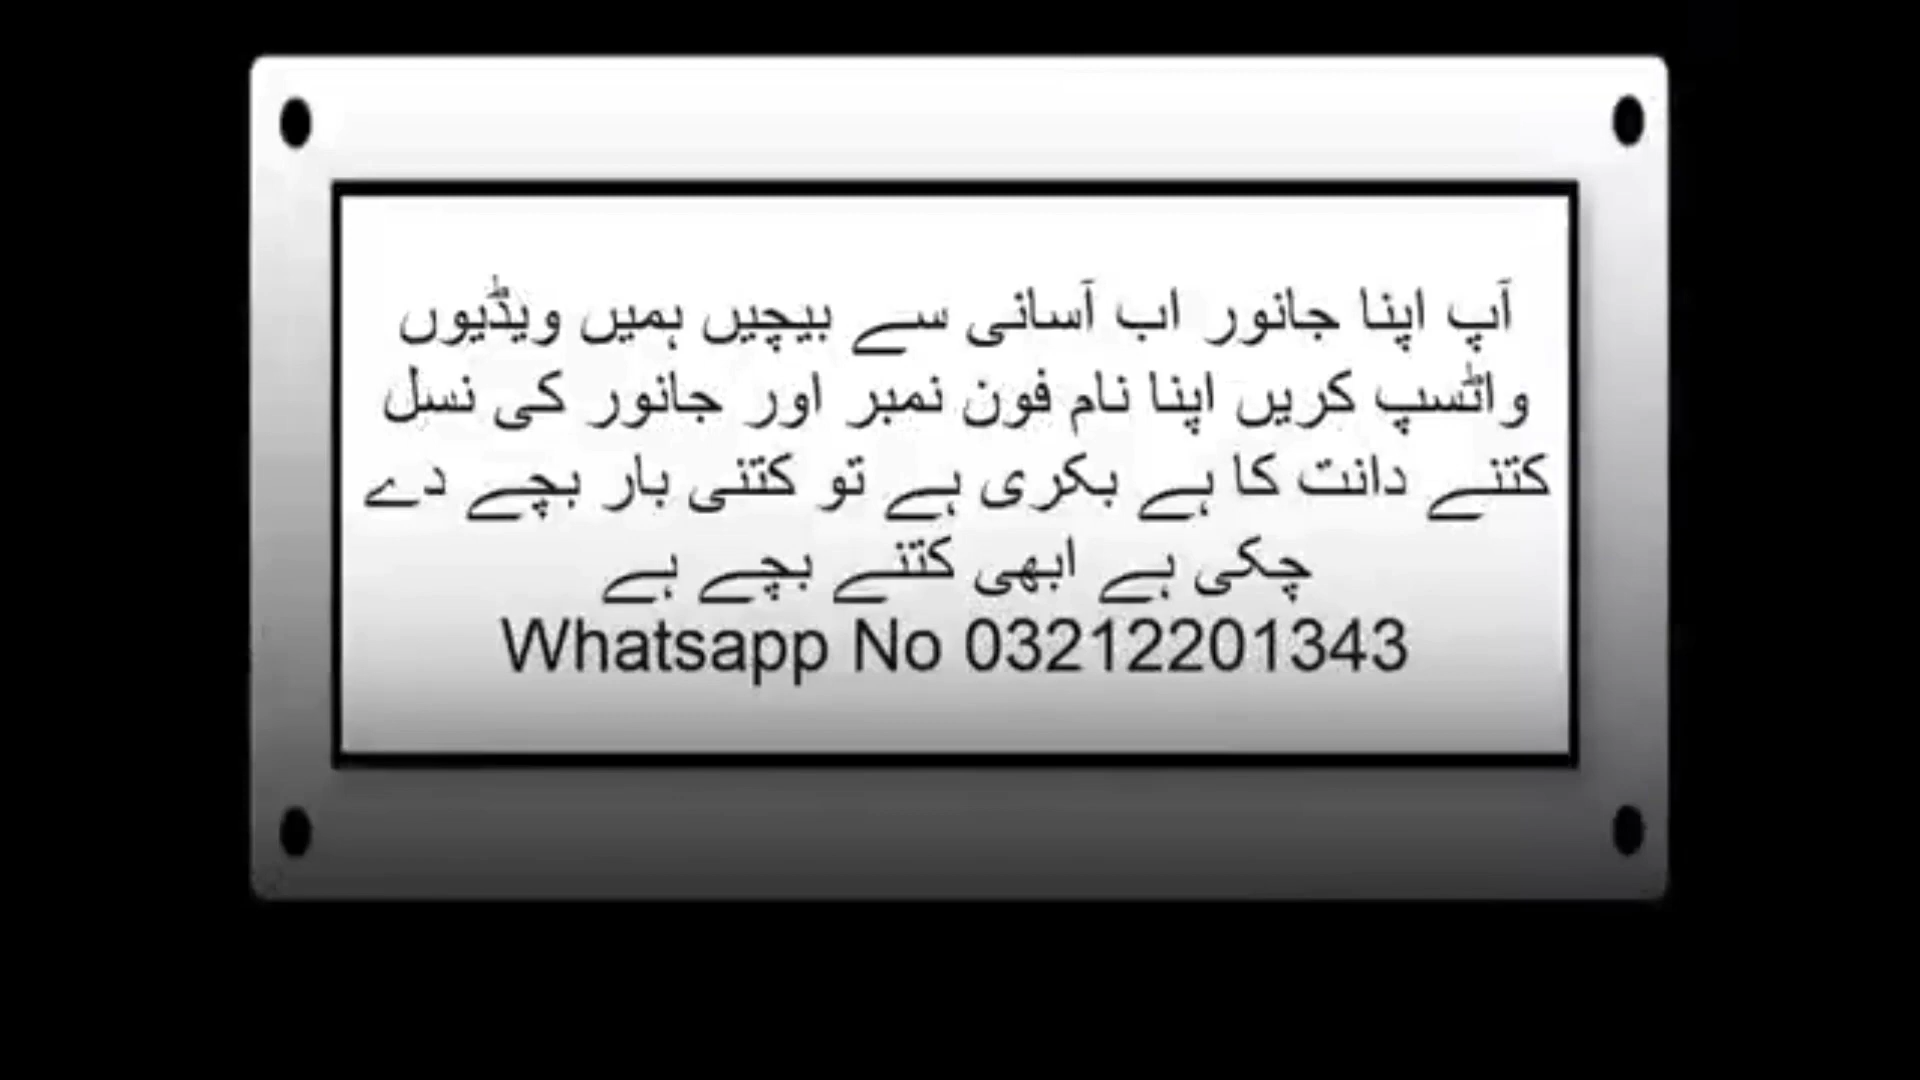 آپ اپنا جانور اب آسانی سے بیچیں ہمیں ویڈیوں
واٹسپ کریں اپنا نام فون نمبر اور جانور کی نسل
کتنے دانت کا ہے بکری ہے تو کتنی بار بچے دے
چکی ہے ابھی کتنے بچے ہے
Whatsapp No 03212201343